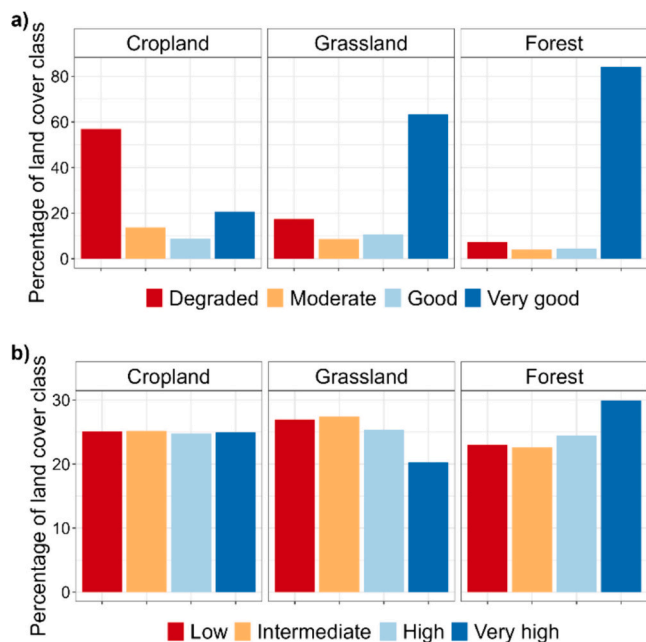 a)
Percentage of land cover class
Cropland Grassland Forest
80
60
40
20
0
Degraded Moderate Good Very good
b)
Percentage of land cover class
Cropland Grassland Forest
30
20
10
0
Low Intermediate High Very high